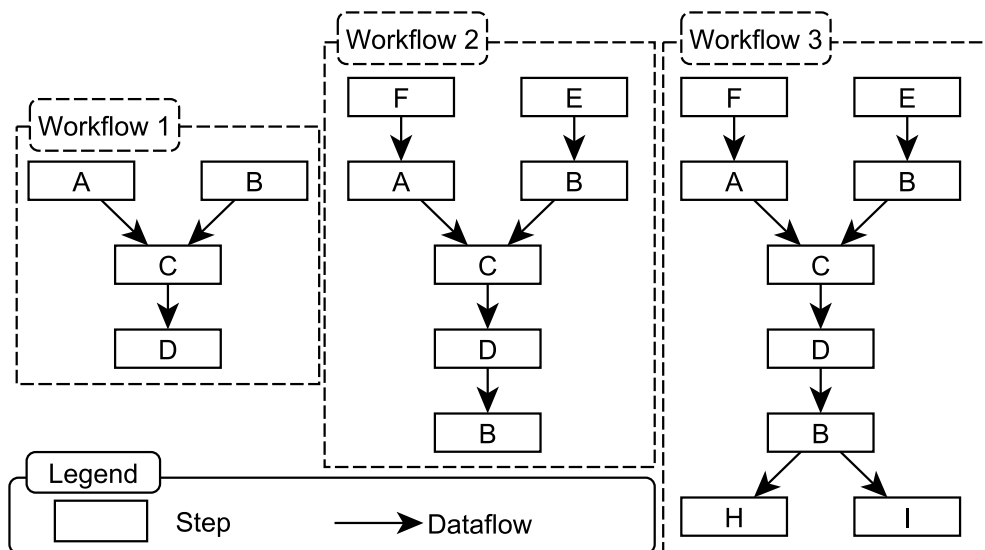 Workflow 1
A B
C
D
Workflow 2
F E
A B
C
D
B
Workflow 3
F E
A B
C
D
B
H I
Legend
Step Dataflow